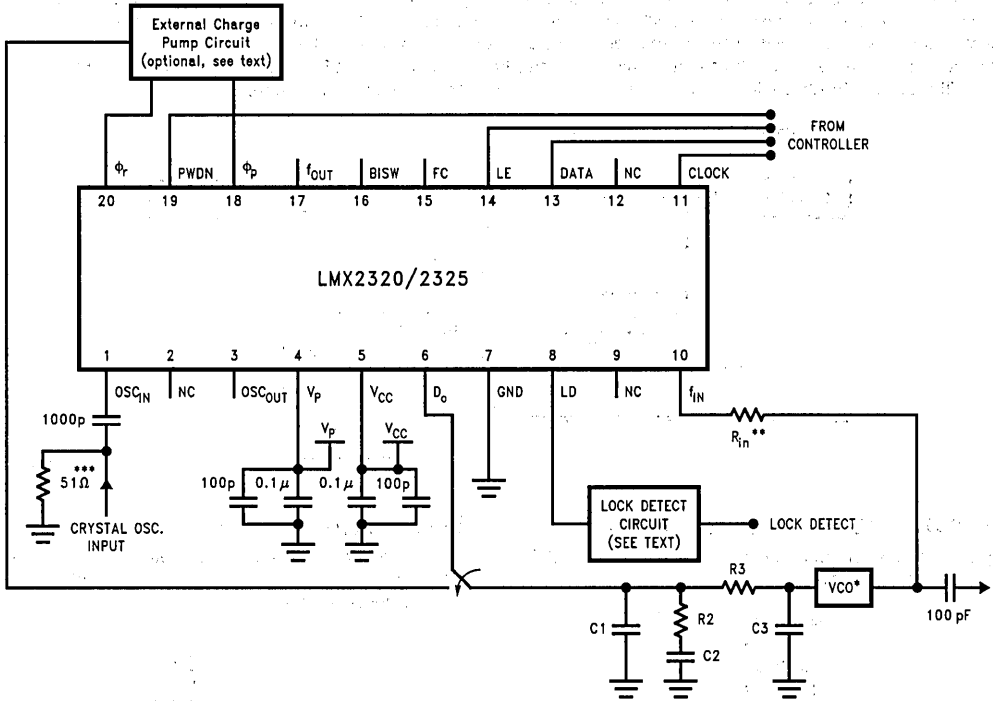 External Charge
Pump Circuit
(optional, see text)
FROM
CONTROLLER
ϕr PWDN ϕp fOUT BISW FC LE DATA NC CLOCK
20 19 18 17 16 15 14 13 12 11
LMX2320/2325
1 2 3 4 5 6 7 8 9 10
OSCIN NC OSCOUT VP VCC Do GND LD NC fIN
1000p
VP VCC
Rin**
51Ω ***
100p 0.1μ 0.1μ 100p
CRYSTAL OSC.
INPUT
LOCK DETECT
CIRCUIT
(SEE TEXT)
LOCK DETECT
R3
VCO*
100 pF
C1 R2 C3
C2